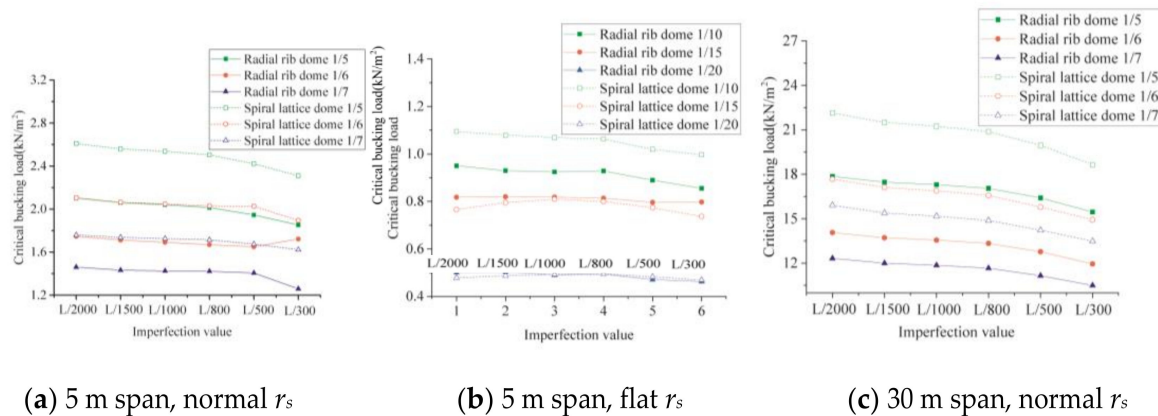 Radial rib dome 1/5
Radial rib dome 1/6
Radial rib dome 1/7
Spiral lattice dome 1/5
Spiral lattice dome 1/6
Spiral lattice dome 1/7
Critical bucking load(kN/m²)
3.2
2.8
2.4
2.0
1.6
1.2
L/2000 L/1500 L/1000 L/800 L/500 L/300
Imperfection value
Radial rib dome 1/10
Radial rib dome 1/15
Radial rib dome 1/20
Spiral lattice dome 1/10
Spiral lattice dome 1/15
Spiral lattice dome 1/20
Critical bucking load(kN/m²)
Critical bucking load
1.4
1.2
1.0
0.8
0.6
0.4
L/2000 L/1500 L/1000 L/800 L/500 L/300
1 2 3 4 5 6
Imperfection value
Radial rib dome 1/5
Radial rib dome 1/6
Radial rib dome 1/7
Spiral lattice dome 1/5
Spiral lattice dome 1/6
Spiral lattice dome 1/7
Critical bucking load(kN/m²)
27
24
21
18
15
12
L/2000 L/1500 L/1000 L/800 L/500 L/300
Imperfection value
(a) 5 m span, normal rs
(b) 5 m span, flat rs
(c) 30 m span, normal rs